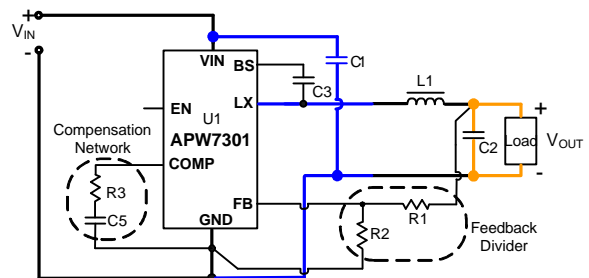 +
VIN
-
VIN
BS
C1
C3
L1
EN
U1
LX
APW7301
+
C2
Load
VOUT
-
Compensation
Network
COMP
R3
C5
FB
R1
R2
GND
Feedback
Divider